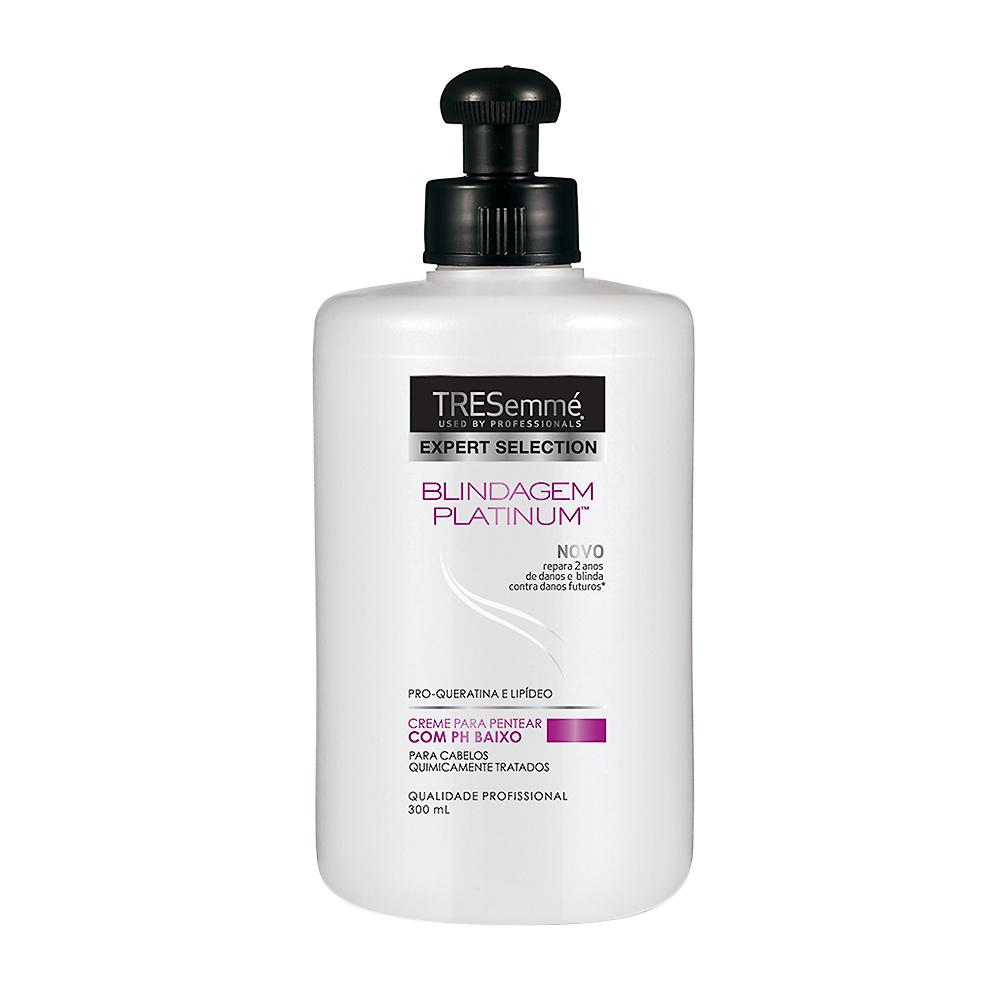 TRESemmé®
USED BY PROFESSIONALS
EXPERT SELECTION
BLINDAGEM
PLATINUM™
NOVO
repara 2 anos
de danos e blinda
contra danos futuros*
PRO-QUERATINA E LIPÍDEO
CREME PARA PENTEAR
COM PH BAIXO
PARA CABELOS
QUIMICAMENTE TRATADOS
QUALIDADE PROFISSIONAL
300 mL